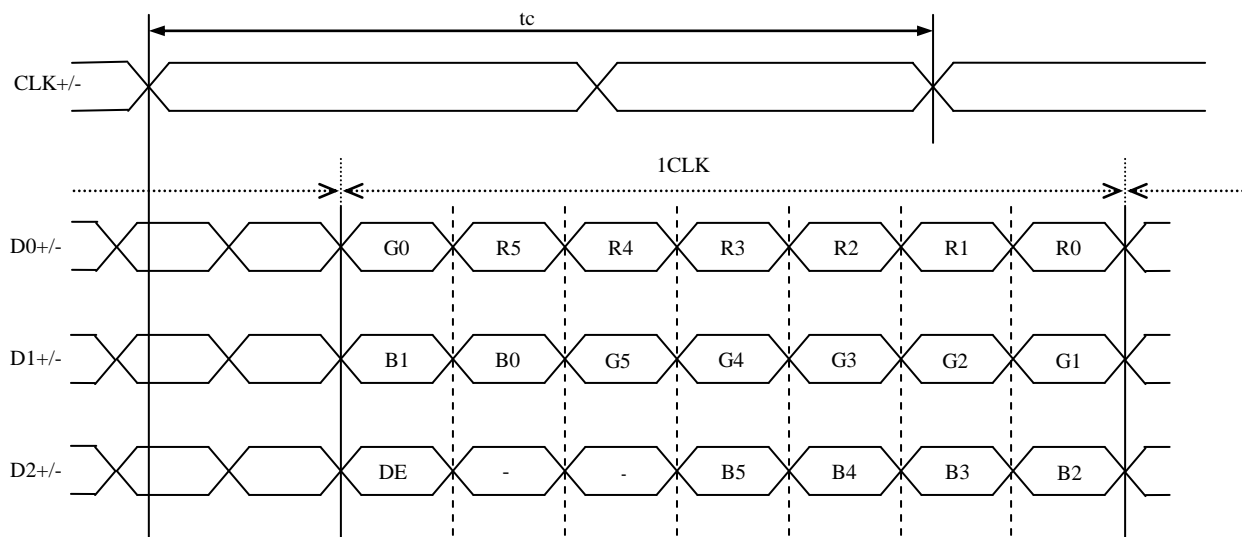 tc
CLK+/-
1CLK
D0+/- G0 R5 R4 R3 R2 R1 R0
D1+/- B1 B0 G5 G4 G3 G2 G1
D2+/- DE - - B5 B4 B3 B2